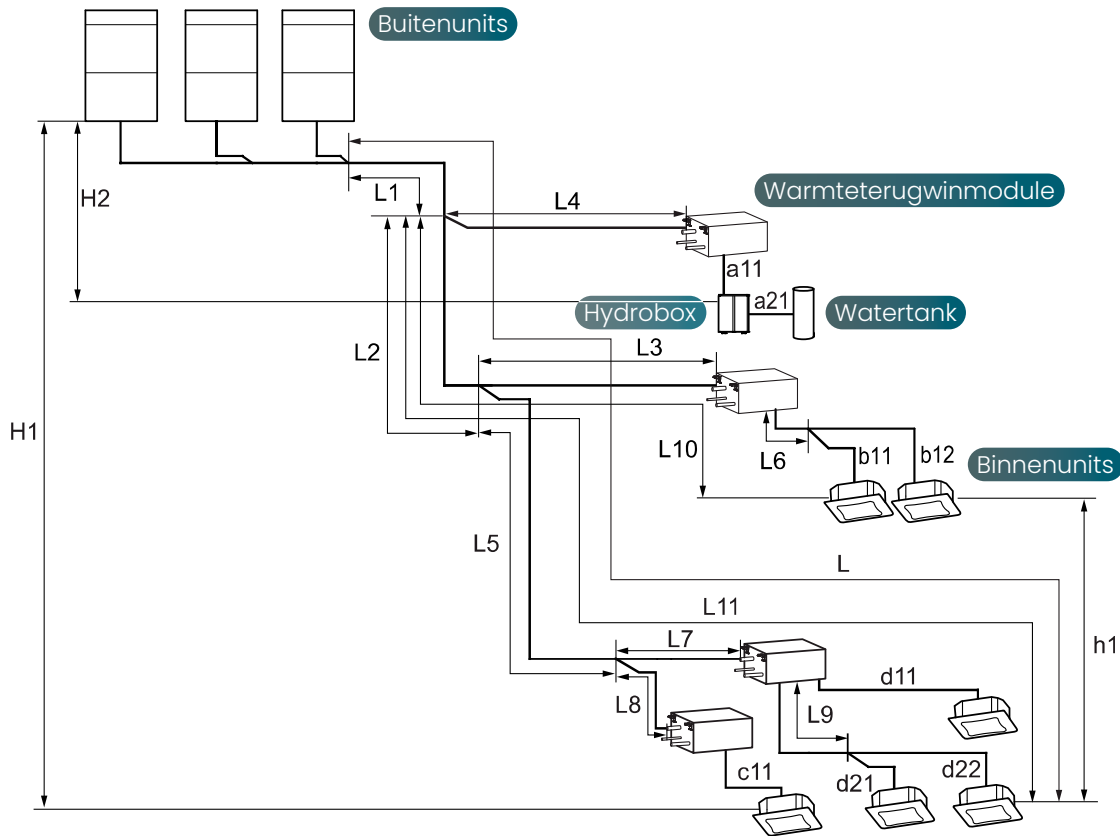 Buitenunits
H2
L1
L4
Warmteterugwinmodule
a11
a21
Hydrobox
Watertank
L2
L3
H1
L10
L6
b11
b12
Binnenunits
L5
L
L11
h1
L7
d11
L8
L9
c11
d21
d22